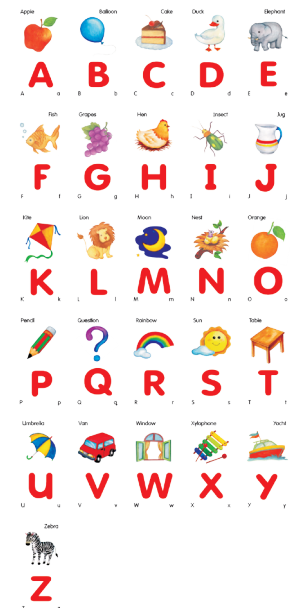 Apple Balloon Cake Duck Elephant
A B C D E
A a B b C c D d E e
Fish Grapes Hen Insect Jug
F G H I J
F f G g H h I i J j
Kite Lion Moon Nest Orange
K L M N O
K k L l M m N n O o
Pencil Question Rainbow Sun Table
P Q R S T
P p Q q R r S s T t
Umbrella Van Window Xylophone Yacht
U V W X Y
U u V v W w X x Y y
Zebra
Z